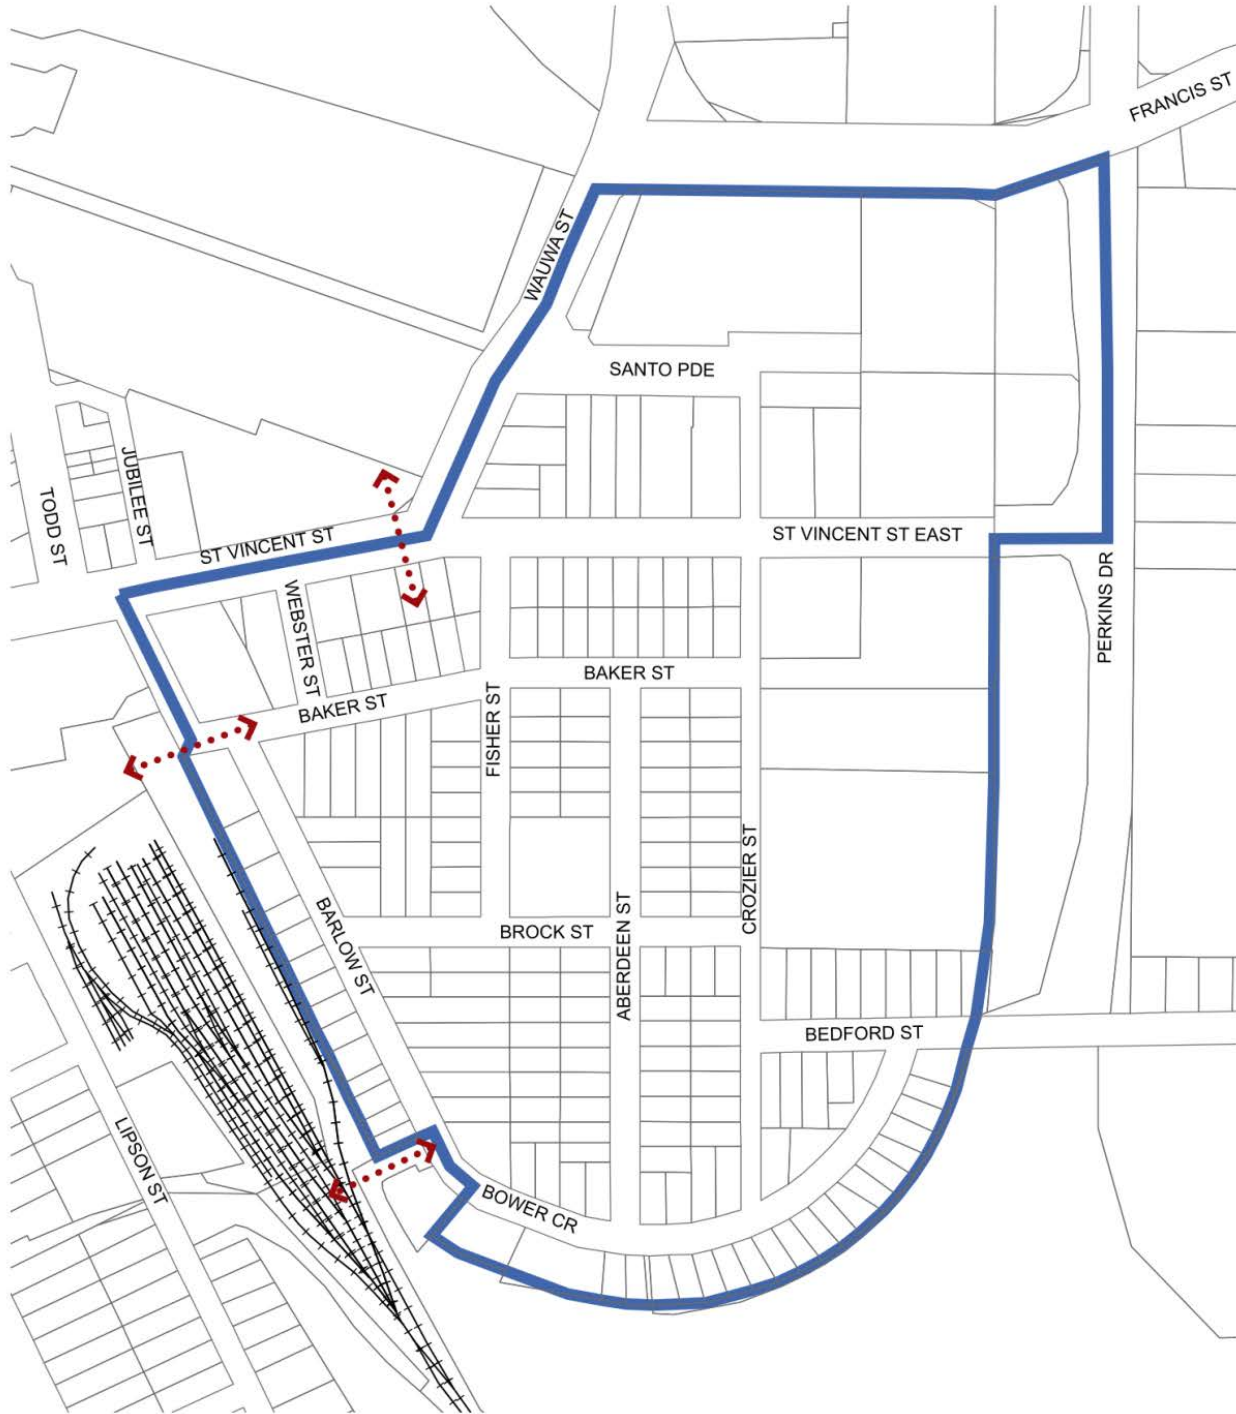 FRANCIS ST
WAUWA ST
SANTO PDE
JUBILEE ST
TODD ST
ST VINCENT ST
ST VINCENT ST EAST
WEBSTER ST
PERKINS DR
BAKER ST
BAKER ST
FISHER ST
CROZIER ST
BARLOW ST
BROCK ST
ABERDEEN ST
BEDFORD ST
LIPSON ST
BOWER CR